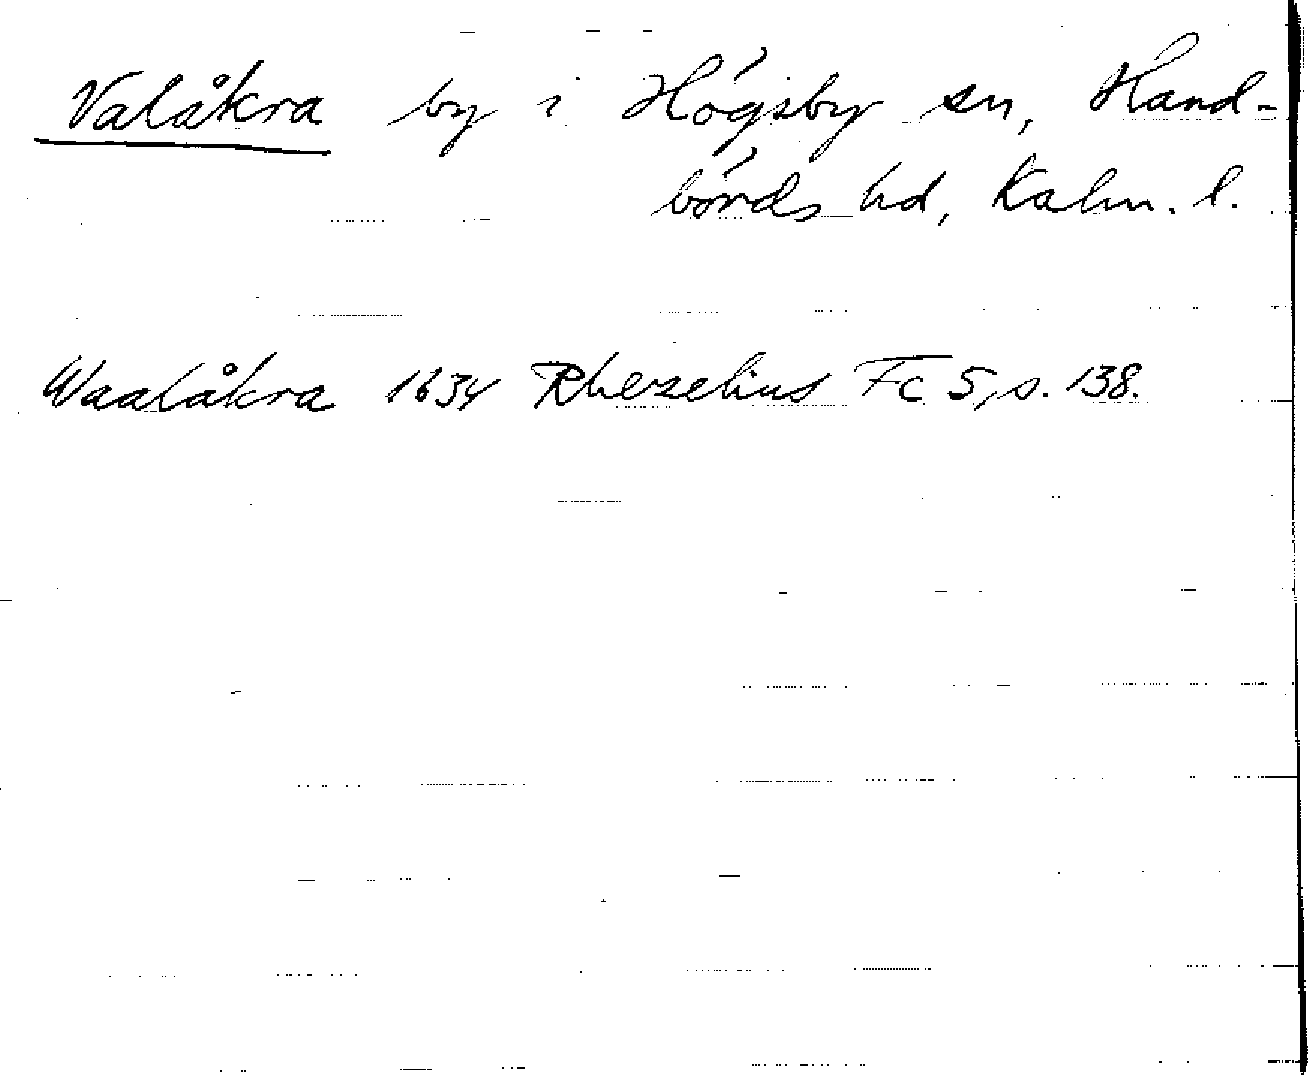 Valåkra by i Högsby sn, Hand-
börds hd, Kalm. l.
Waalåkra 1634 Rhezelius Fc 5, s. 138.